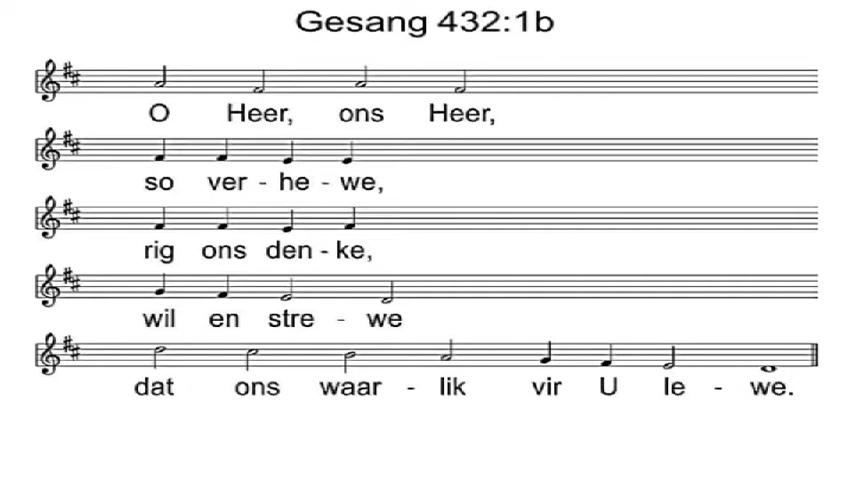 Gesang 432:1b
O Heer, ons Heer,
so ver - he - we,
rig ons den - ke,
wil en stre - we
dat ons waar - lik vir U le - we.